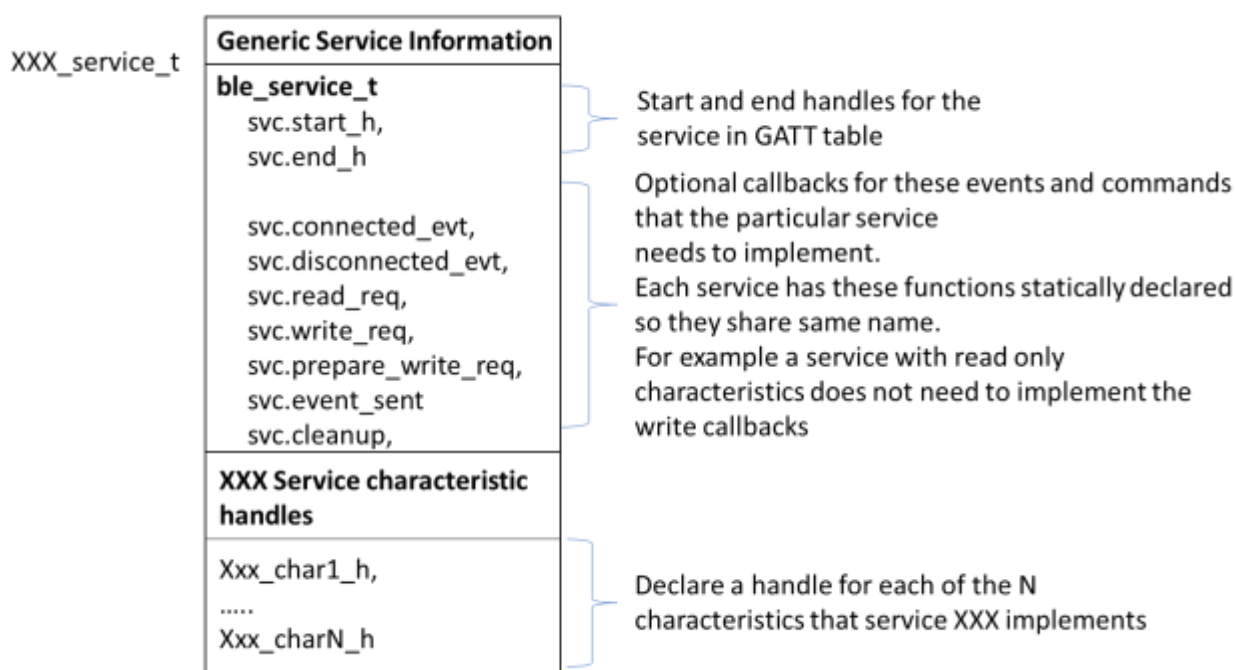 XXX_service_t
Generic Service Information
ble_service_t
svc.start_h,
svc.end_h
svc.connected_evt,
svc.disconnected_evt,
svc.read_req,
svc.write_req,
svc.prepare_write_req,
svc.event_sent
svc.cleanup,
XXX Service characteristic
handles
Xxx_char1_h,
.....
Xxx_charN_h
Start and end handles for the
service in GATT table
Optional callbacks for these events and commands
that the particular service
needs to implement.
Each service has these functions statically declared
so they share same name.
For example a service with read only
characteristics does not need to implement the
write callbacks
Declare a handle for each of the N
characteristics that service XXX implements